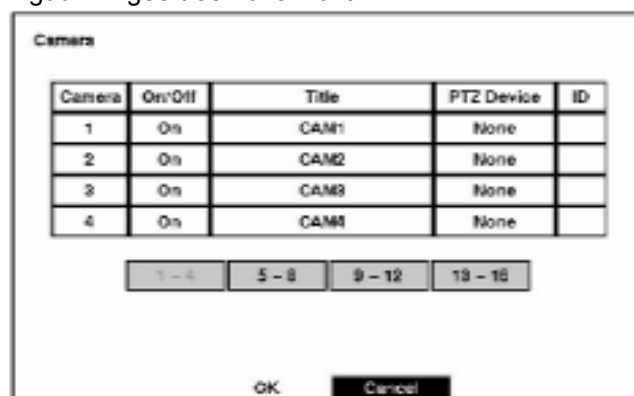 Camera
Camera On/Off Title PTZ Device ID
1 On CAM1 None
2 On CAM2 None
3 On CAM3 None
4 On CAM4 None
1 – 4 5 – 8 9 – 12 13 – 16
OK Cancel